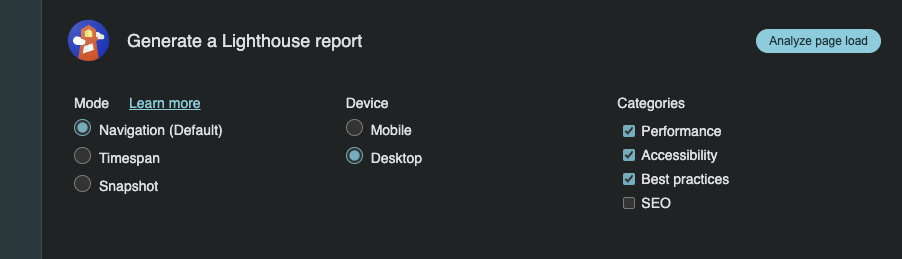 Generate a Lighthouse report
Analyze page load
Mode Learn more
Navigation (Default)
Timespan
Snapshot
Device
Mobile
Desktop
Categories
Performance
Accessibility
Best practices
SEO